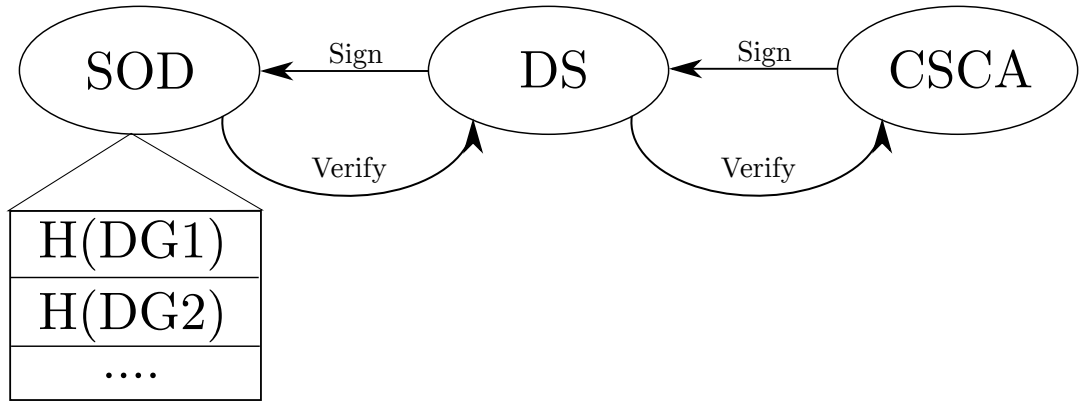 SOD
Sign
DS
Sign
CSCA
Verify
Verify
H(DG1)
H(DG2)
....